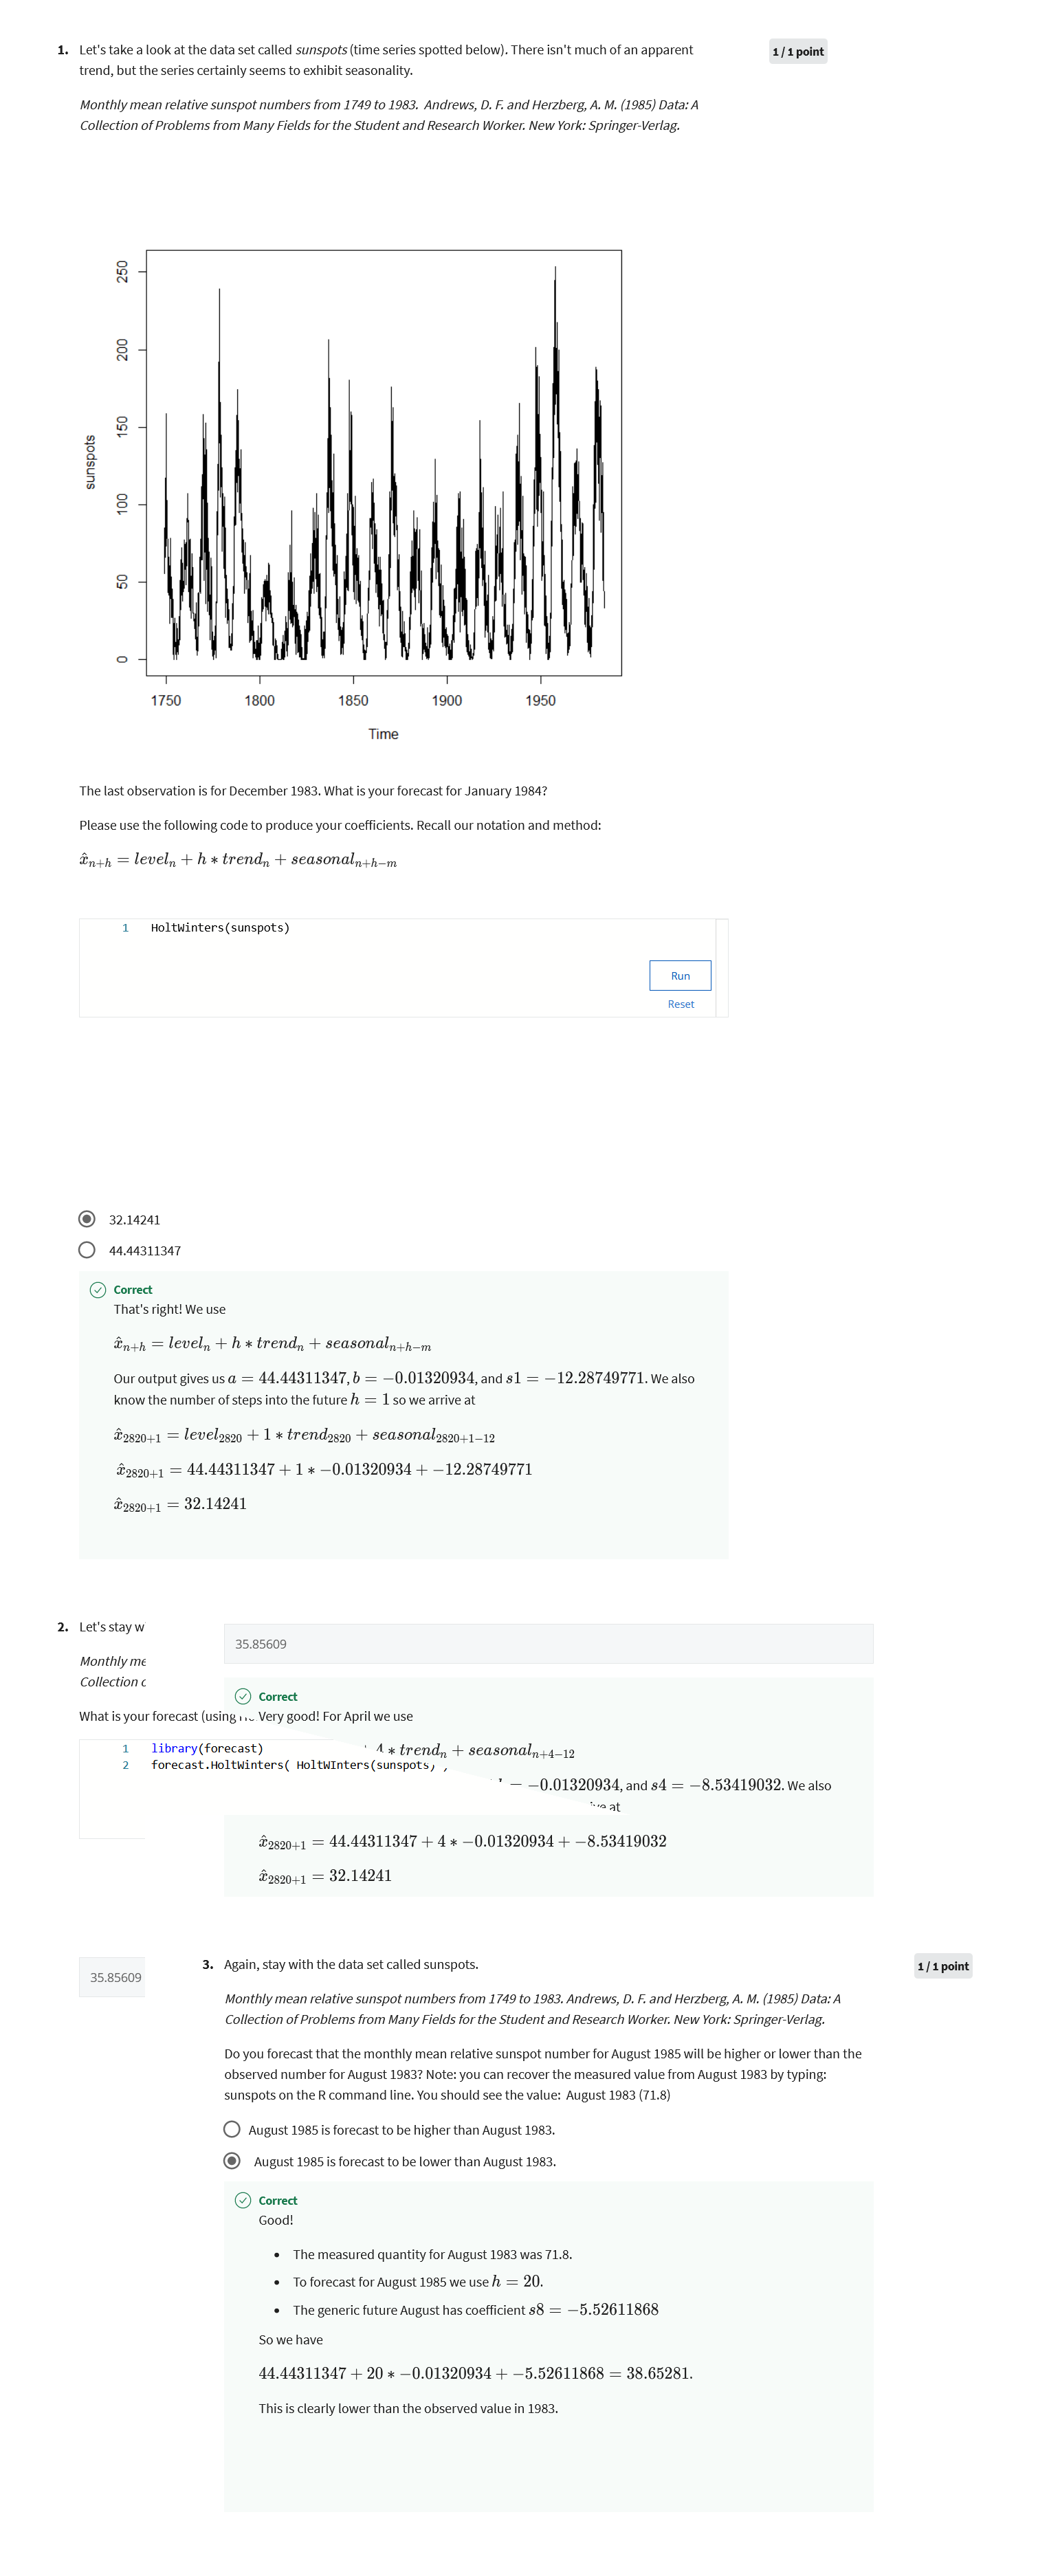 1. Let's take a look at the data set called sunspots (time series spotted below). There isn't much of an apparent
trend, but the series certainly seems to exhibit seasonality.
1 / 1 point
Monthly mean relative sunspot numbers from 1749 to 1983. Andrews, D. F. and Herzberg, A. M. (1985) Data: A
Collection of Problems from Many Fields for the Student and Research Worker. New York: Springer-Verlag.
250
200
150
100
50
0
sunspots
1750 1800 1850 1900 1950
Time
The last observation is for December 1983. What is your forecast for January 1984?
Please use the following code to produce your coefficients. Recall our notation and method:
x̂_{n+h} = level_n + h * trend_n + seasonal_{n+h−m}
1 HoltWinters(sunspots)
Run
Reset
32.14241
44.44311347
Correct
That's right! We use
x̂_{n+h} = level_n + h * trend_n + seasonal_{n+h−m}
Our output gives us a = 44.44311347, b = −0.01320934, and s1 = −12.28749771. We also
know the number of steps into the future h = 1 so we arrive at
x̂_{2820+1} = level_{2820} + 1 * trend_{2820} + seasonal_{2820+1−12}
x̂_{2820+1} = 44.44311347 + 1 * −0.01320934 + −12.28749771
x̂_{2820+1} = 32.14241
2. Let's stay
Monthly
Collection
What is your forecast (using
1 library(forecast)
2 forecast.HoltWinters( HoltWInters(sunspots)
35.85609
Correct
Very good! For April we use
4 * trend_n + seasonal_{n+4−12}
= −0.01320934, and s4 = −8.53419032. We also
at
x̂_{2820+1} = 44.44311347 + 4 * −0.01320934 + −8.53419032
x̂_{2820+1} = 32.14241
35.85609
3. Again, stay with the data set called sunspots.
1 / 1 point
Monthly mean relative sunspot numbers from 1749 to 1983. Andrews, D. F. and Herzberg, A. M. (1985) Data: A
Collection of Problems from Many Fields for the Student and Research Worker. New York: Springer-Verlag.
Do you forecast that the monthly mean relative sunspot number for August 1985 will be higher or lower than the
observed number for August 1983? Note: you can recover the measured value from August 1983 by typing:
sunspots on the R command line. You should see the value: August 1983 (71.8)
August 1985 is forecast to be higher than August 1983.
August 1985 is forecast to be lower than August 1983.
Correct
Good!
• The measured quantity for August 1983 was 71.8.
• To forecast for August 1985 we use h = 20.
• The generic future August has coefficient s8 = −5.52611868
So we have
44.44311347 + 20 * −0.01320934 + −5.52611868 = 38.65281.
This is clearly lower than the observed value in 1983.